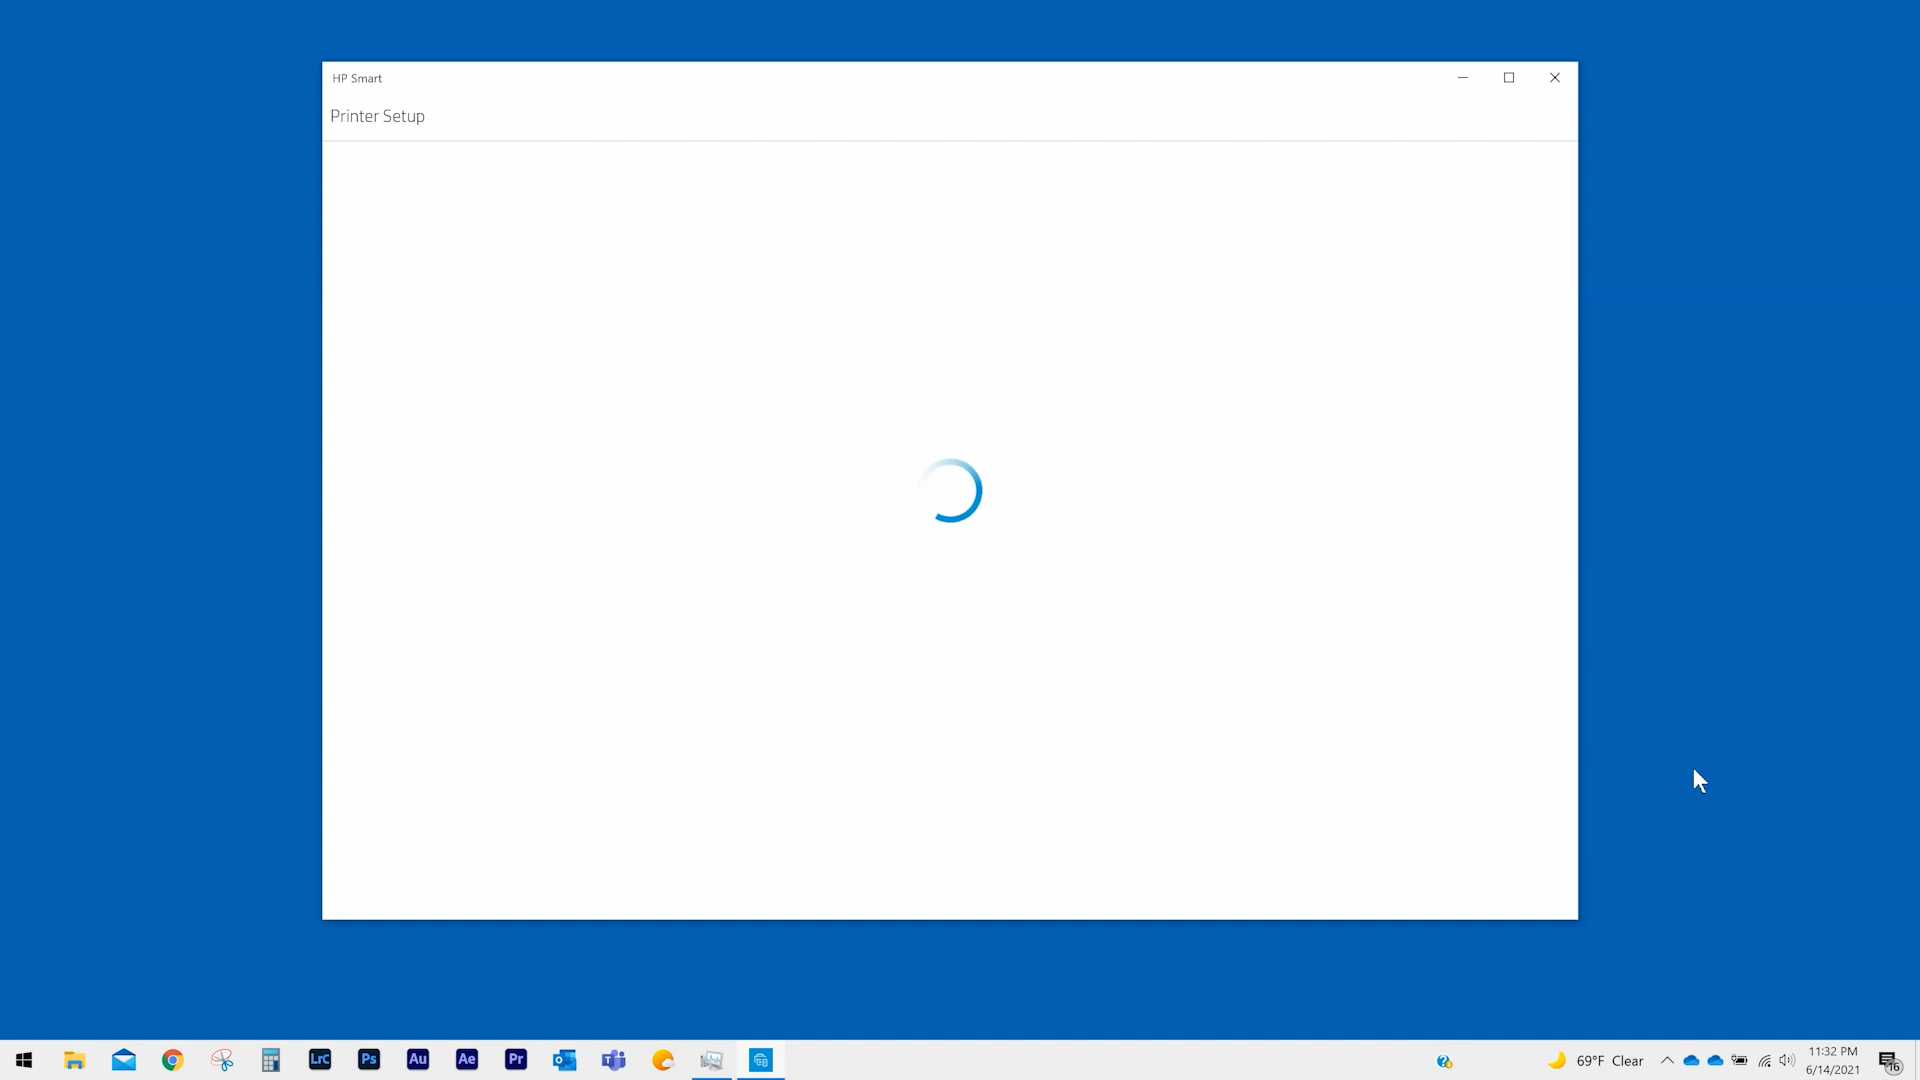 HP Smart
Printer Setup
LrC
Ps
Au
Ae
Pr
69°F Clear
11:32 PM
6/14/2021
16